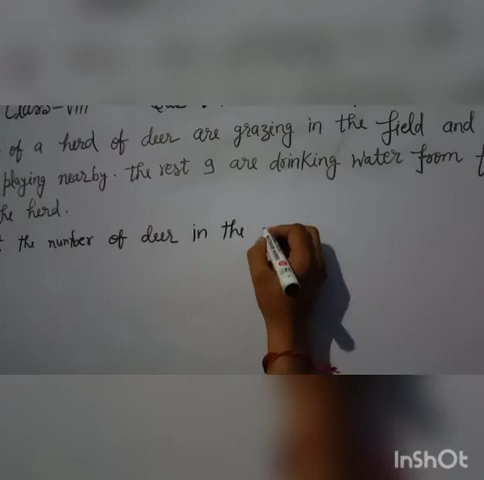 Class-VIII
of a herd of deer are grazing in the field and
playing nearby. the rest 9 are drinking water form
the herd.
the number of deer in the
InShOt